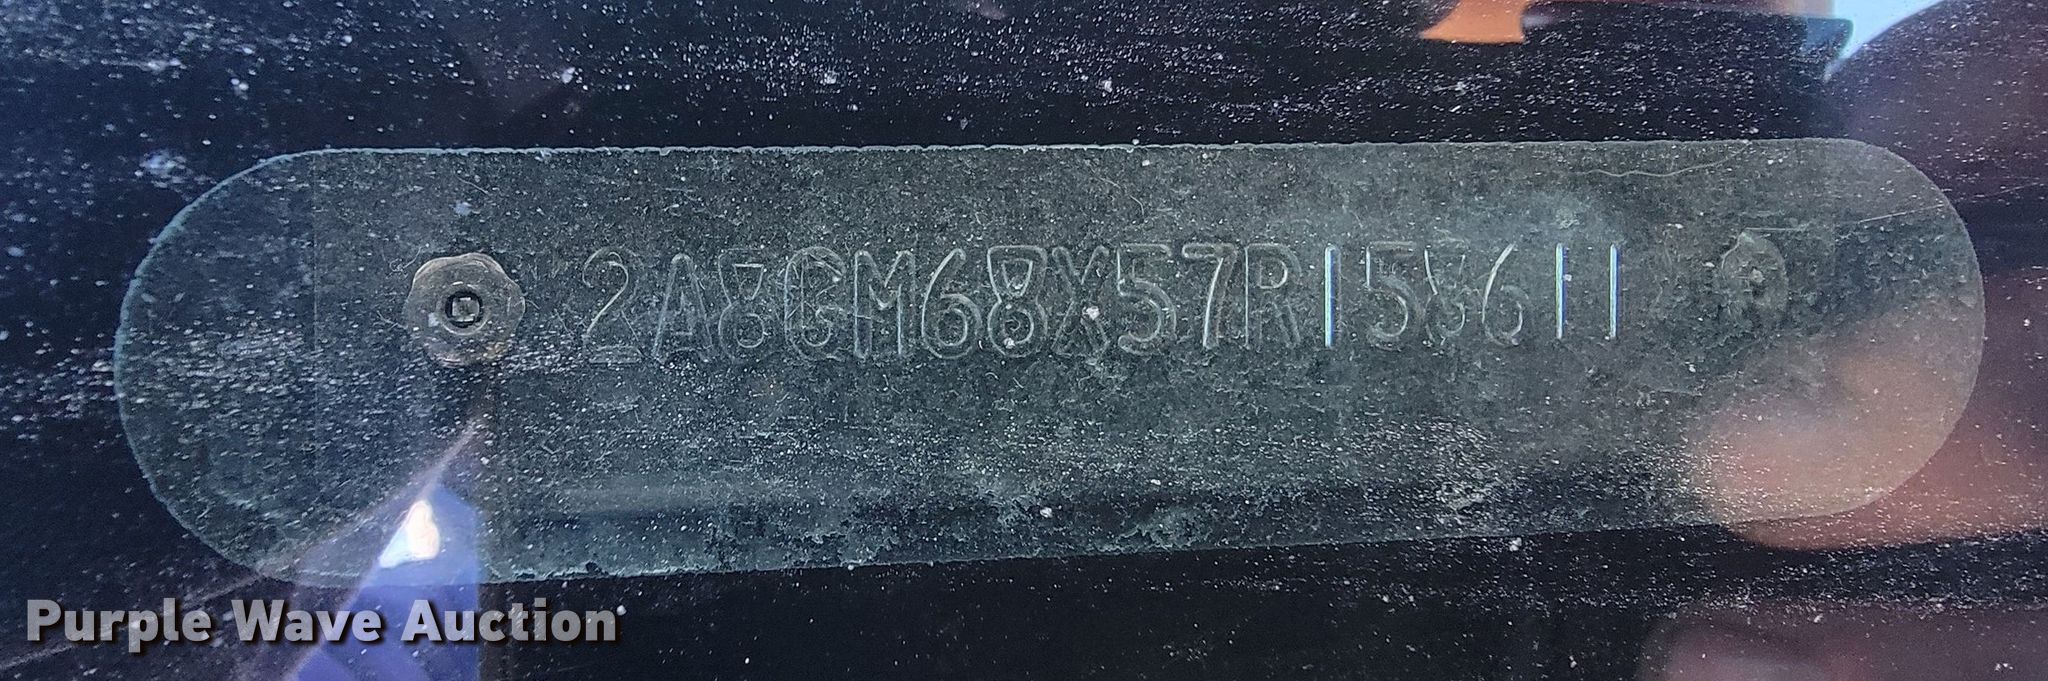 2A8GM68X57R158611
Purple Wave Auction